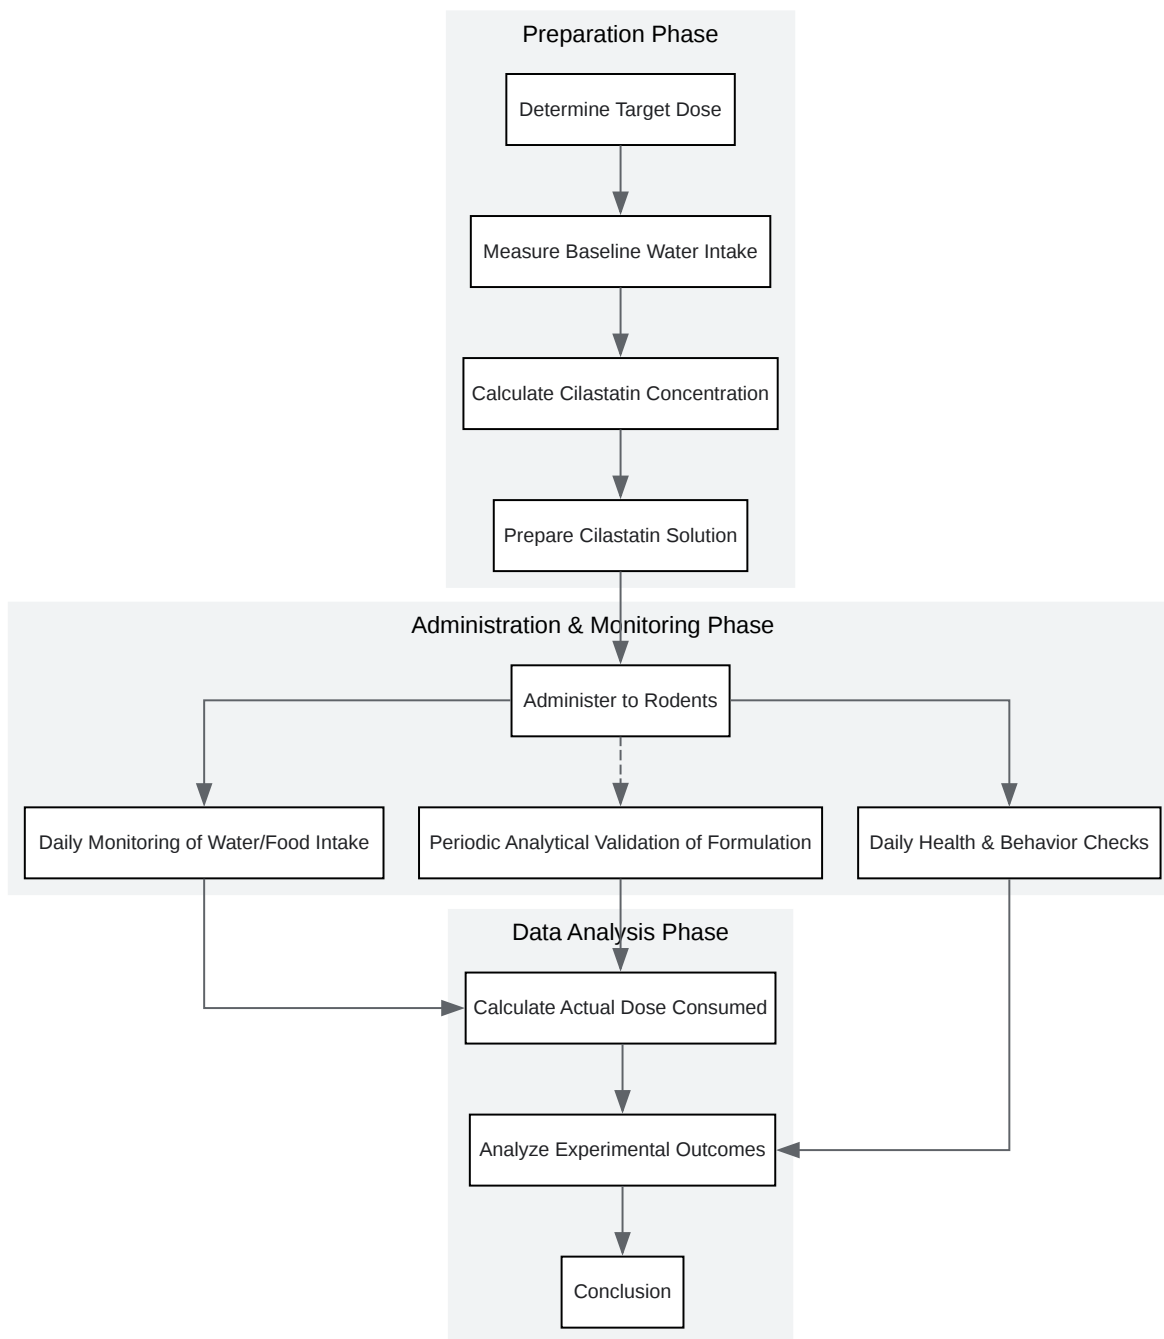 Preparation Phase
Determine Target Dose
Measure Baseline Water Intake
Calculate Cilastatin Concentration
Prepare Cilastatin Solution
Administration & Monitoring Phase
Administer to Rodents
Daily Monitoring of Water/Food Intake
Periodic Analytical Validation of Formulation
Daily Health & Behavior Checks
Data Analysis Phase
Calculate Actual Dose Consumed
Analyze Experimental Outcomes
Conclusion